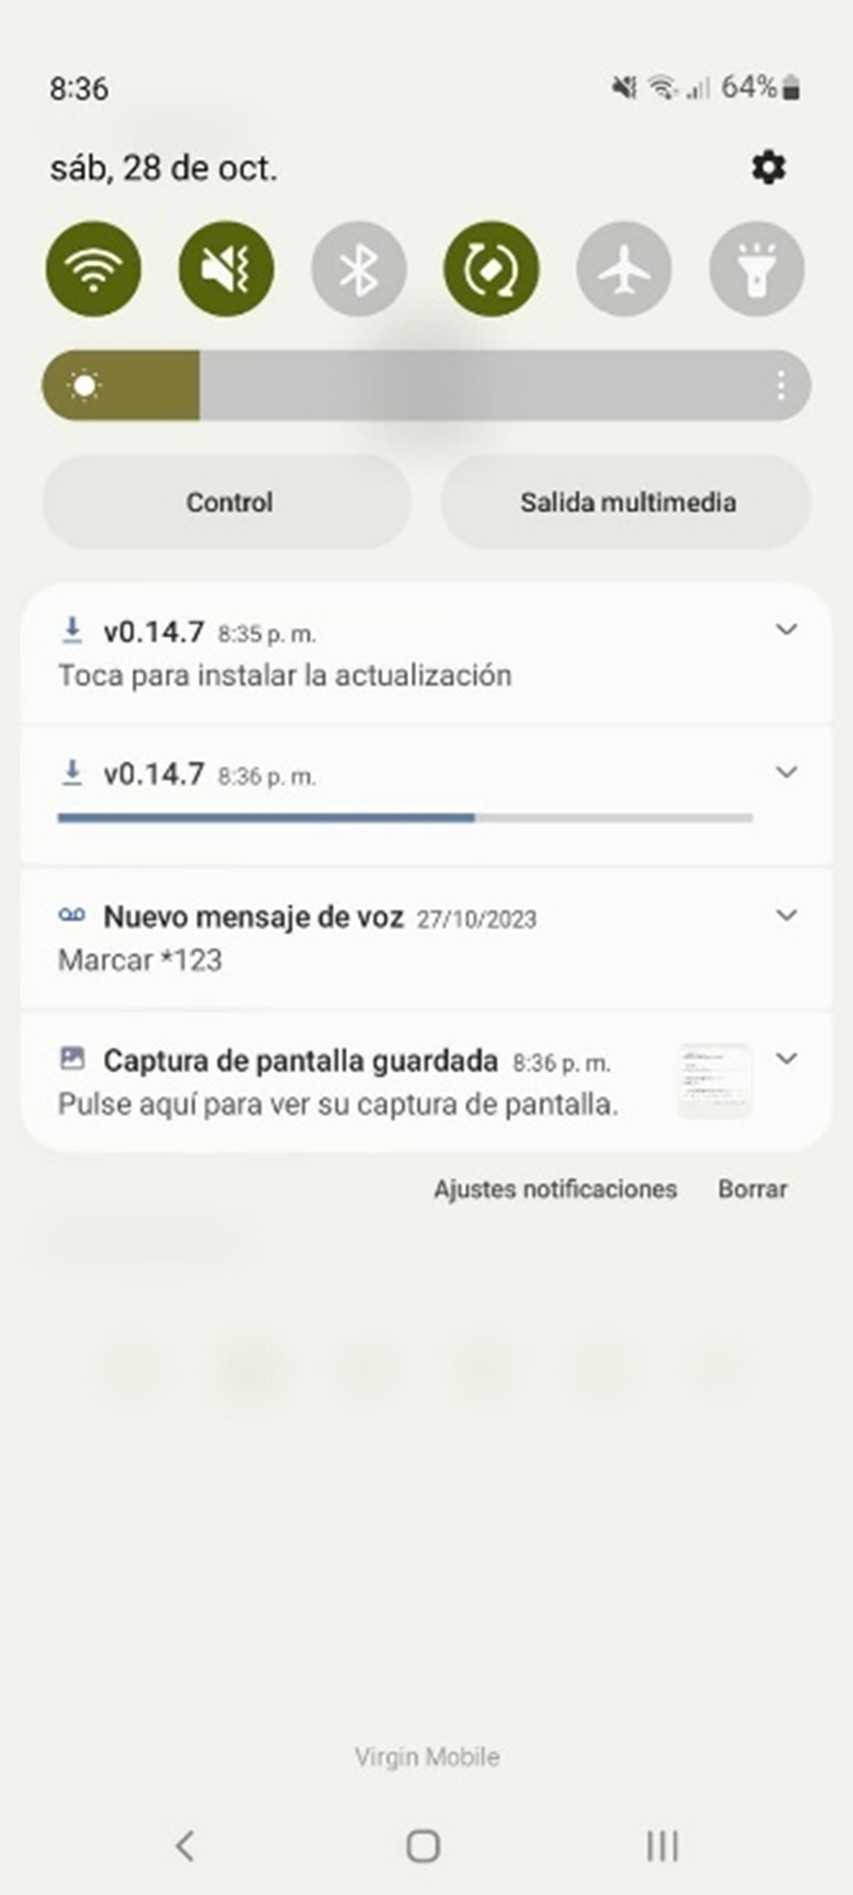 8:36 64%
sáb, 28 de oct.
Control Salida multimedia
v0.14.7 8:35 p. m.
Toca para instalar la actualización
v0.14.7 8:36 p. m.
Nuevo mensaje de voz 27/10/2023
Marcar *123
Captura de pantalla guardada 8:36 p. m.
Pulse aquí para ver su captura de pantalla.
Ajustes notificaciones Borrar
Virgin Mobile